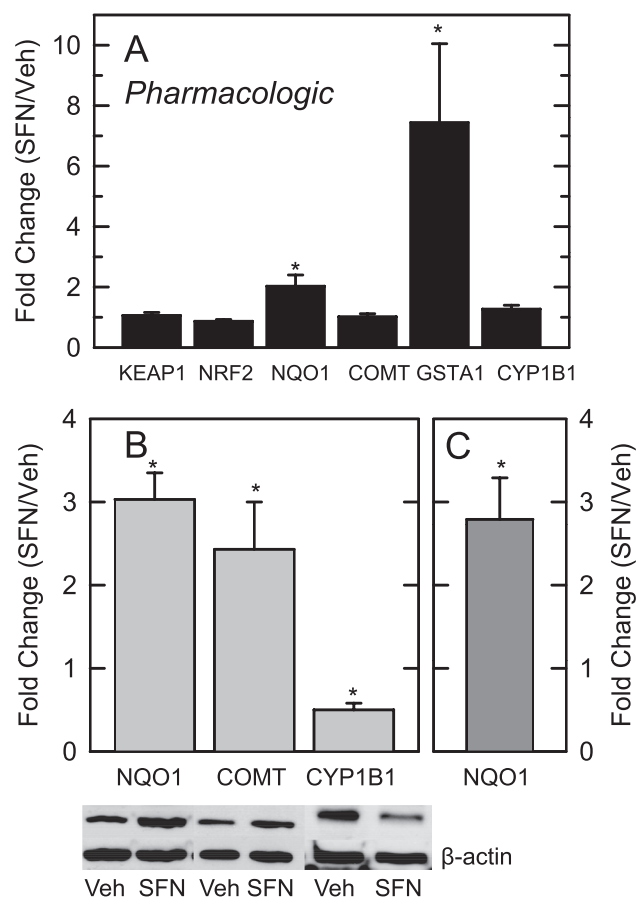 A
Pharmacologic
Fold Change (SFN/Veh)
10
8
6
4
2
0
*
*
KEAP1 NRF2 NQO1 COMT GSTA1 CYP1B1
B
Fold Change (SFN/Veh)
4
3
2
1
0
*
*
*
NQO1 COMT CYP1B1
C
*
4
3
2
1
0
Fold Change (SFN/Veh)
NQO1
β-actin
Veh SFN Veh SFN Veh SFN